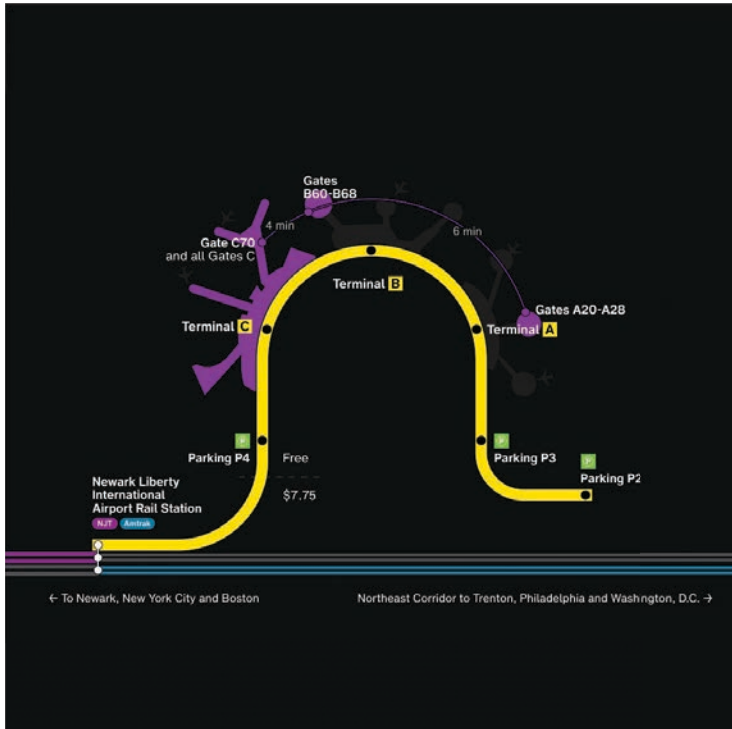 Gates
B60-B68
4 min
6 min
Gate C70
and all Gates C
Terminal B
Gates A20-A28
Terminal C
Terminal A
P
P
Parking P4
Free
Parking P3
P
Parking P2
$7.75
Newark Liberty
International
Airport Rail Station
NJT Amtrak
← To Newark, New York City and Boston
Northeast Corridor to Trenton, Philadelphia and Washington, D.C. →